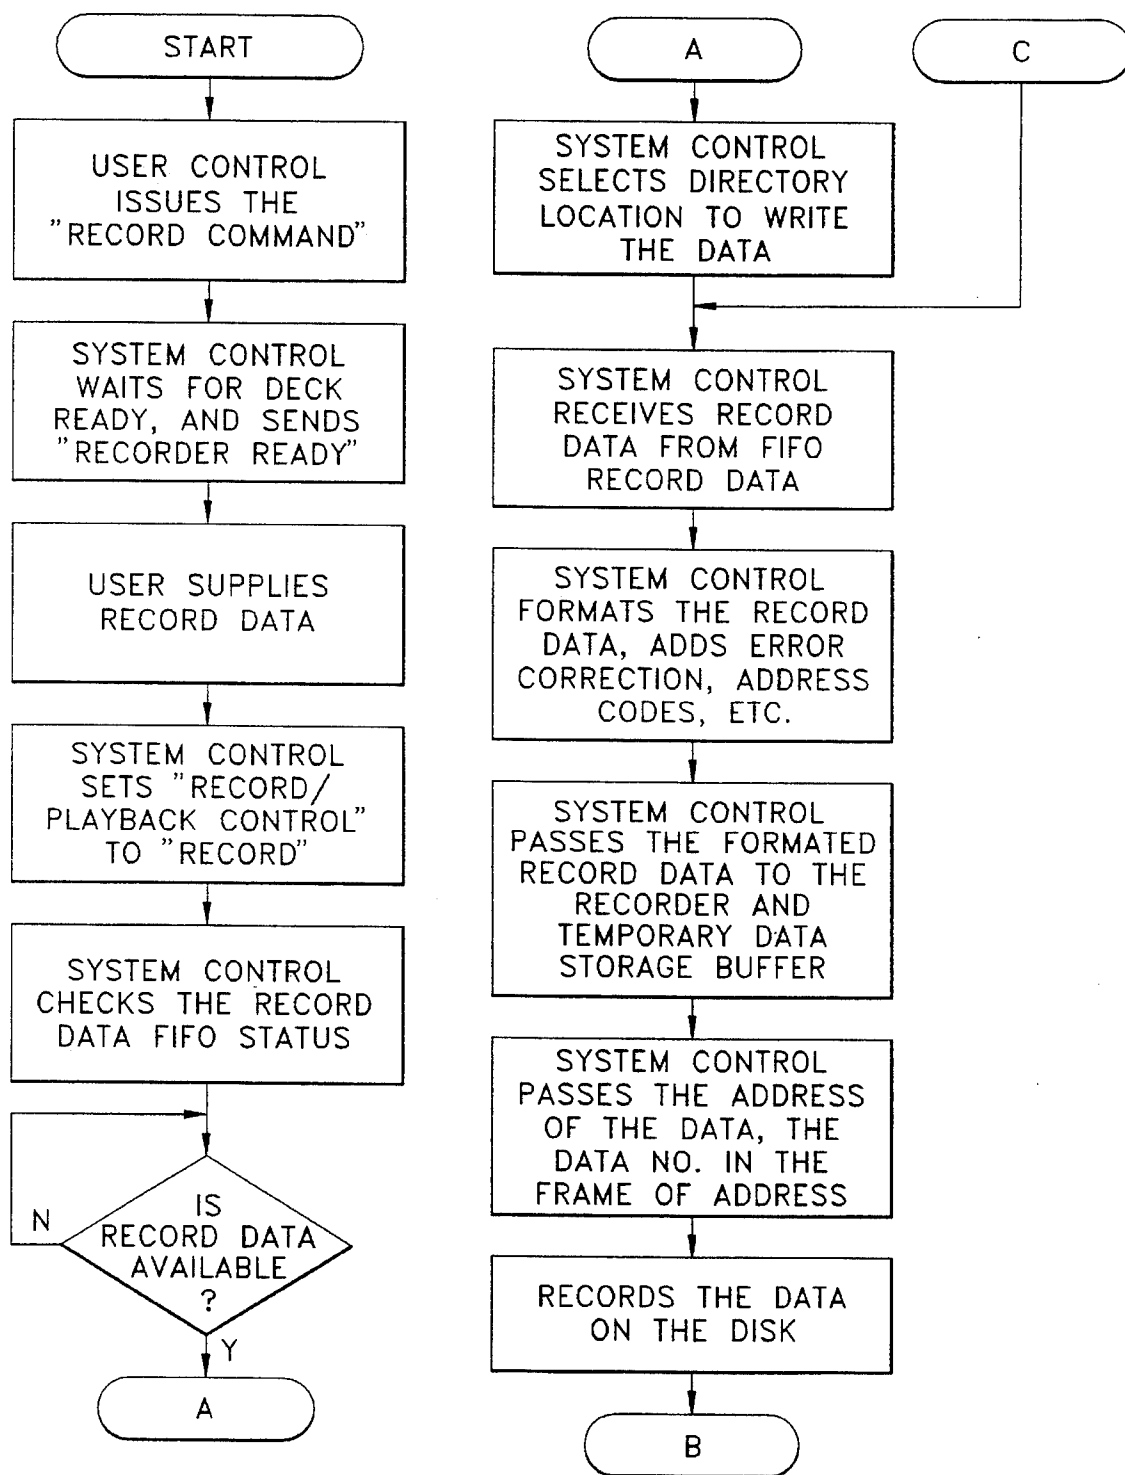 START
USER CONTROL
ISSUES THE
"RECORD COMMAND"
SYSTEM CONTROL
WAITS FOR DECK
READY, AND SENDS
"RECORDER READY"
USER SUPPLIES
RECORD DATA
SYSTEM CONTROL
SETS "RECORD/
PLAYBACK CONTROL"
TO "RECORD"
SYSTEM CONTROL
CHECKS THE RECORD
DATA FIFO STATUS
IS
RECORD DATA
AVAILABLE
?
N
Y
A
A
C
SYSTEM CONTROL
SELECTS DIRECTORY
LOCATION TO WRITE
THE DATA
SYSTEM CONTROL
RECEIVES RECORD
DATA FROM FIFO
RECORD DATA
SYSTEM CONTROL
FORMATS THE RECORD
DATA, ADDS ERROR
CORRECTION, ADDRESS
CODES, ETC.
SYSTEM CONTROL
PASSES THE FORMATED
RECORD DATA TO THE
RECORDER AND
TEMPORARY DATA
STORAGE BUFFER
SYSTEM CONTROL
PASSES THE ADDRESS
OF THE DATA, THE
DATA NO. IN THE
FRAME OF ADDRESS
RECORDS THE DATA
ON THE DISK
B